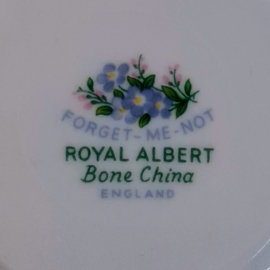 FORGET-ME-NOT
ROYAL ALBERT
Bone China
ENGLAND